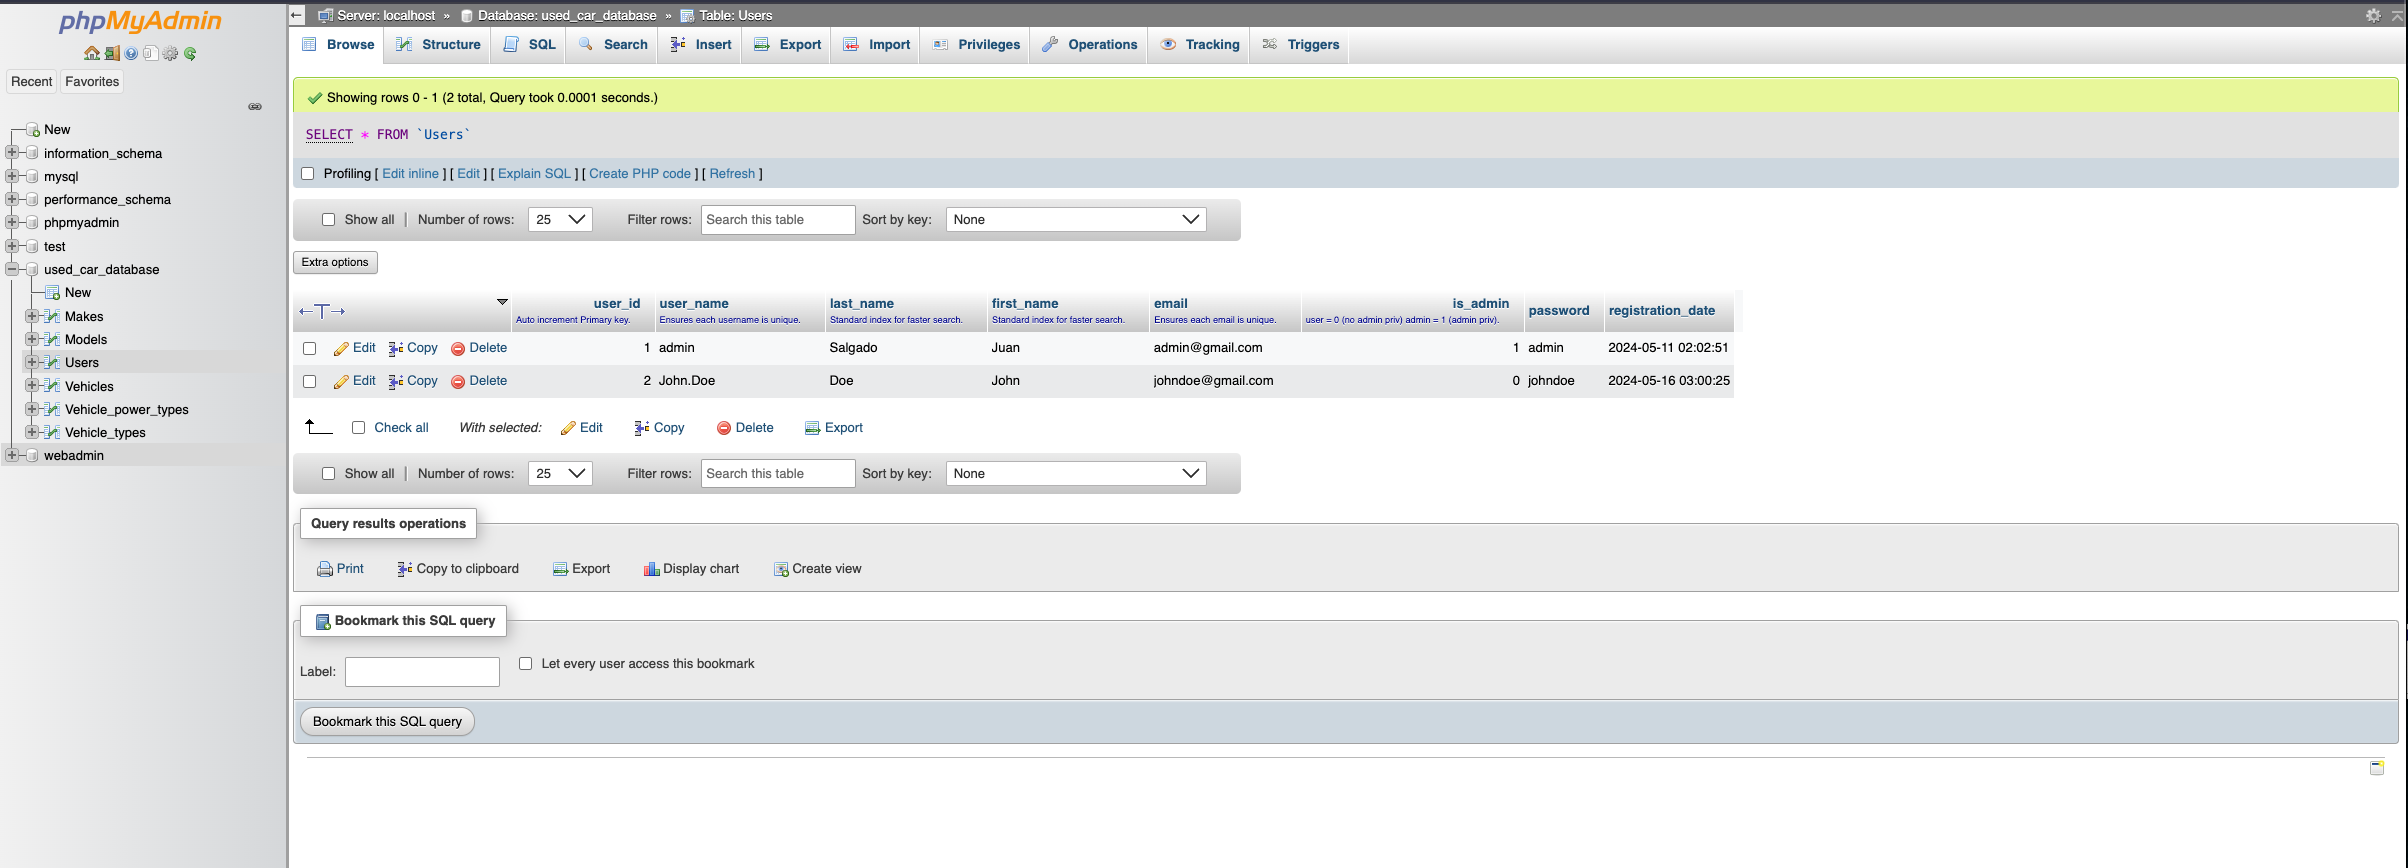 phpMyAdmin
Recent Favorites
New
information_schema
mysql
performance_schema
phpmyadmin
test
used_car_database
New
Makes
Models
Users
Vehicles
Vehicle_power_types
Vehicle_types
webadmin
Server: localhost » Database: used_car_database » Table: Users
Browse Structure SQL Search Insert Export Import Privileges Operations Tracking Triggers
Showing rows 0 - 1 (2 total, Query took 0.0001 seconds.)
SELECT * FROM `Users`
Profiling [ Edit inline ] [ Edit ] [ Explain SQL ] [ Create PHP code ] [ Refresh ]
Show all | Number of rows: 25 Filter rows: Search this table Sort by key: None
Extra options
user_id user_name last_name first_name email is_admin password registration_date
Auto increment Primary key. Ensures each username is unique. Standard index for faster search. Standard index for faster search. Ensures each email is unique. user = 0 (no admin priv) admin = 1 (admin priv).
Edit Copy Delete 1 admin Salgado Juan admin@gmail.com 1 admin 2024-05-11 02:02:51
Edit Copy Delete 2 John.Doe Doe John johndoe@gmail.com 0 johndoe 2024-05-16 03:00:25
Check all With selected: Edit Copy Delete Export
Show all | Number of rows: 25 Filter rows: Search this table Sort by key: None
Query results operations
Print Copy to clipboard Export Display chart Create view
Bookmark this SQL query
Label: Let every user access this bookmark
Bookmark this SQL query